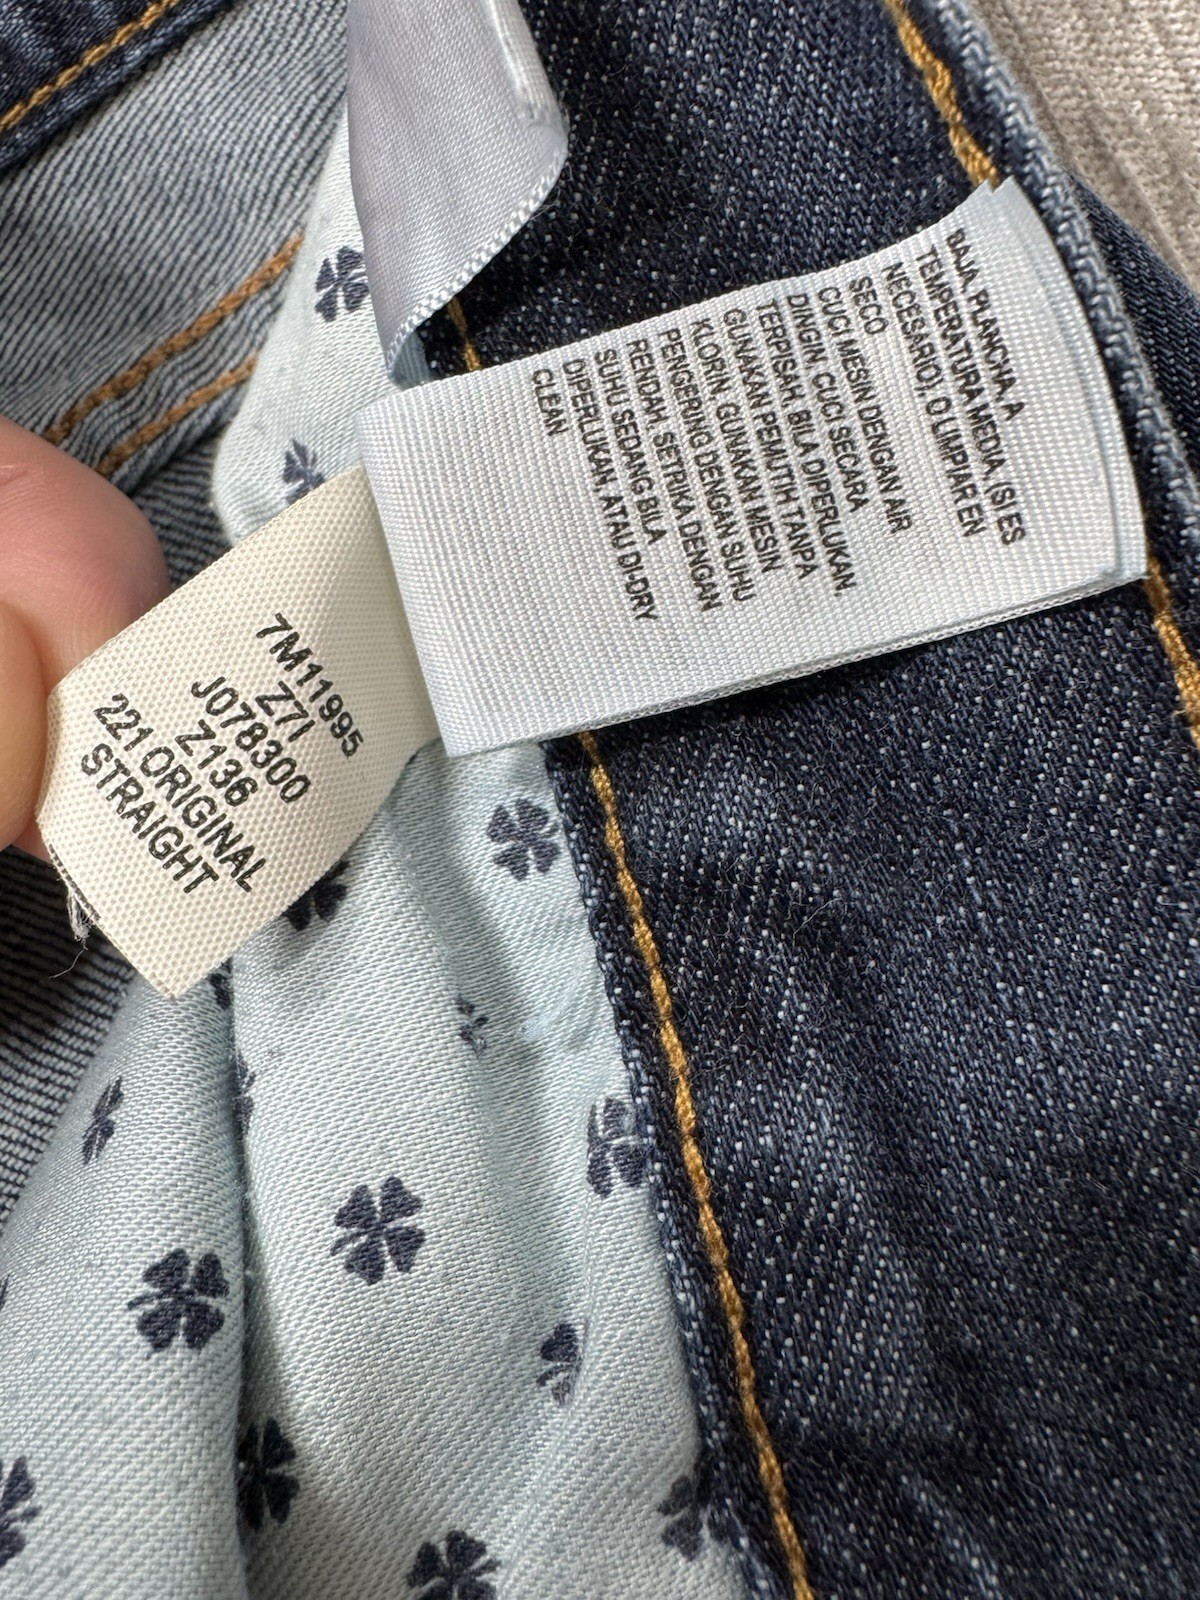 BAJA, PLANCHA, A
TEMPERATURA MEDIA, (SI ES
NECESARIO), O LIMPIAR EN
SECO
CUCI MESIN DENGAN AIR
DINGIN, CUCI SECARA
TERPISAH. BILA DIPERLUKAN,
GUNAKAN PEMUTIH TANPA
KLORIN. GUNAKAN MESIN
PENGERING DENGAN SUHU
RENDAH, SETRIKA DENGAN
SUHU SEDANG BILA
DIPERLUKAN ATAU DI-DRY
CLEAN
7M11995
Z7I
J078300
Z136
221 ORIGINAL
STRAIGHT